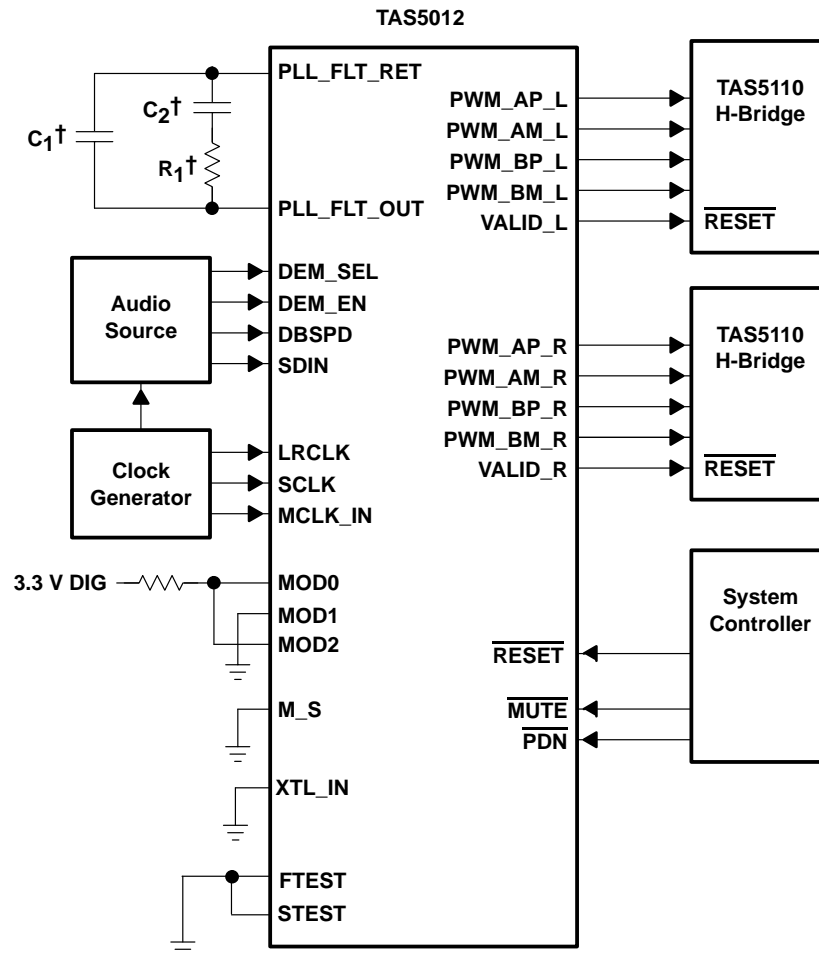 TAS5012
PLL_FLT_RET
C2†
C1†
R1†
PLL_FLT_OUT
Audio
Source
DEM_SEL
DEM_EN
DBSPD
SDIN
Clock
Generator
LRCLK
SCLK
MCLK_IN
3.3 V DIG
MOD0
MOD1
MOD2
M_S
XTL_IN
FTEST
STEST
PWM_AP_L
PWM_AM_L
PWM_BP_L
PWM_BM_L
VALID_L
TAS5110
H-Bridge
RESET
PWM_AP_R
PWM_AM_R
PWM_BP_R
PWM_BM_R
VALID_R
TAS5110
H-Bridge
RESET
RESET
MUTE
PDN
System
Controller